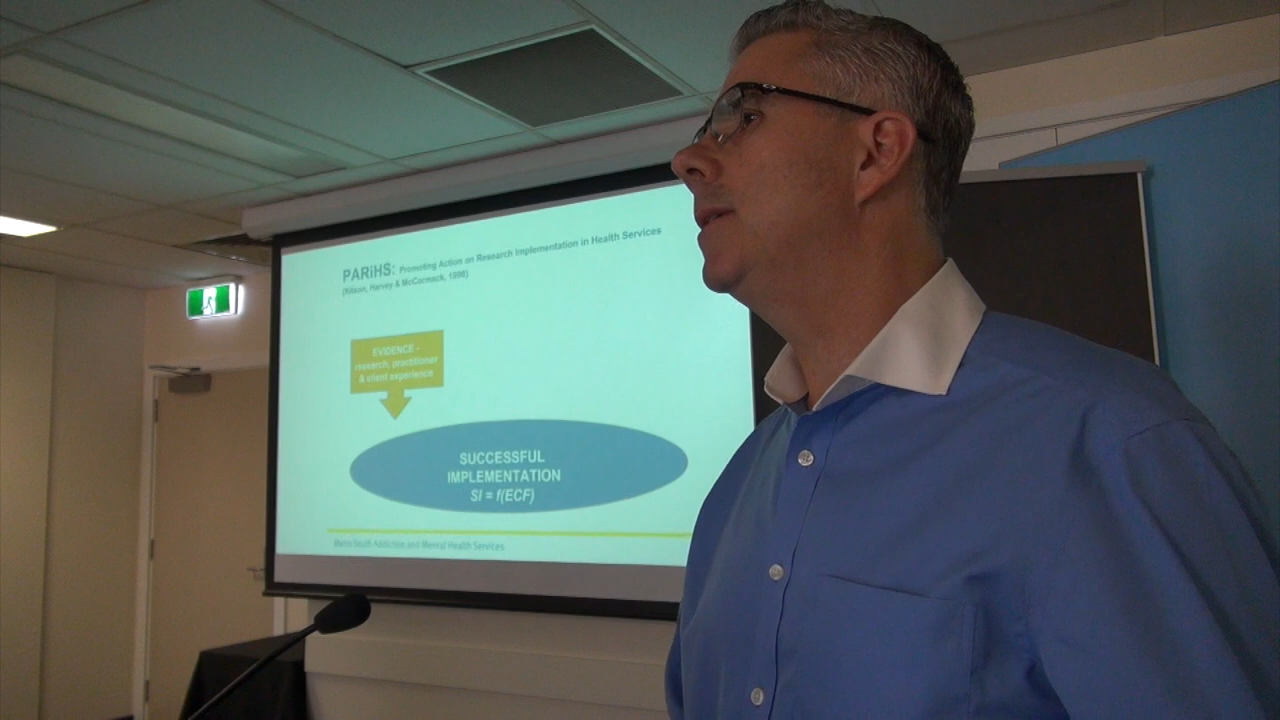 PARiHS: Promoting Action on Research Implementation in Health Services
(Kitson, Harvey & McCormack, 1998)
EVIDENCE -
research, practitioner
& client experience
SUCCESSFUL
IMPLEMENTATION
SI = f(ECF)
Metro South Addiction and Mental Health Services